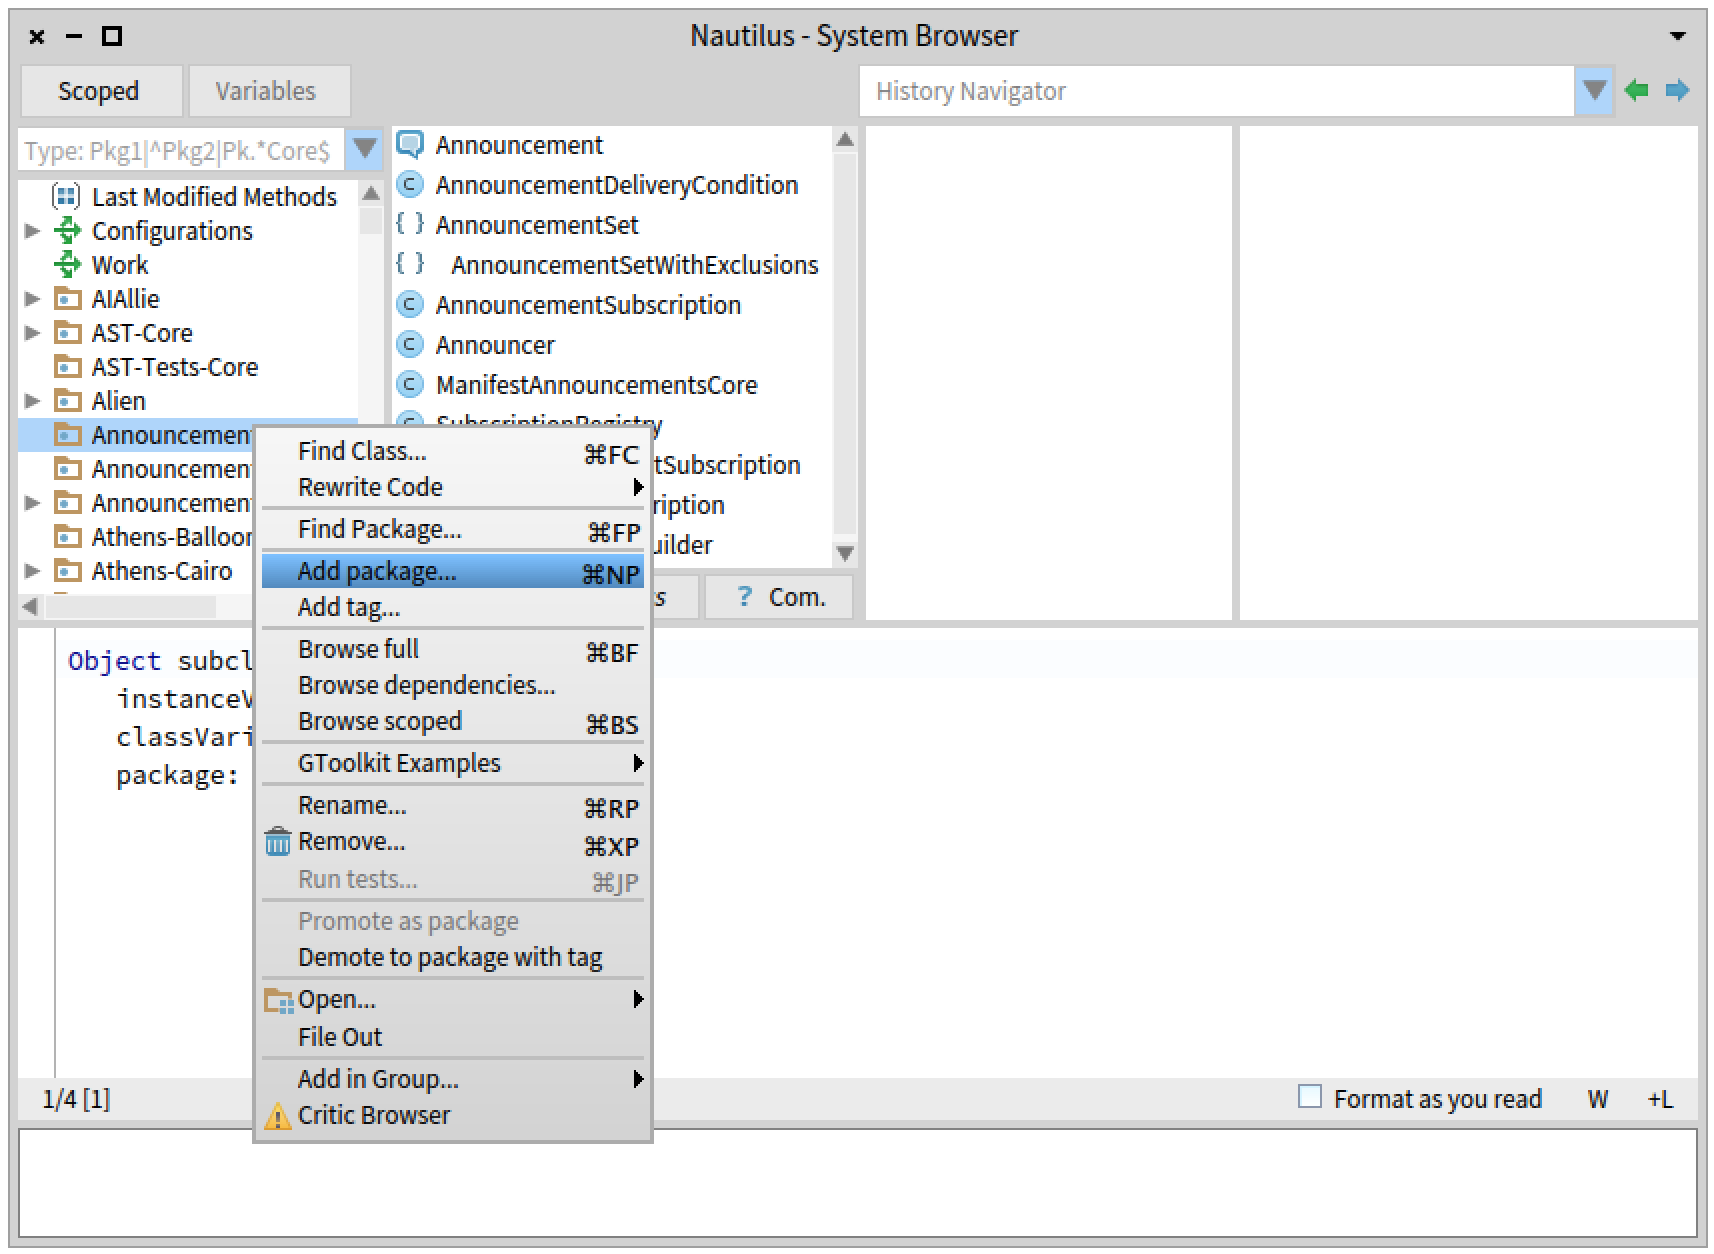 Nautilus - System Browser
Scoped
Variables
History Navigator
Type: Pkg1|^Pkg2|Pk.*Core$
Last Modified Methods
Configurations
Work
AIAllie
AST-Core
AST-Tests-Core
Alien
Announcement
Announcement
Announcement
Athens-Balloon
Athens-Cairo
Announcement
AnnouncementDeliveryCondition
AnnouncementSet
AnnouncementSetWithExclusions
AnnouncementSubscription
Announcer
ManifestAnnouncementsCore
SubscriptionRegistry
tSubscription
ription
uilder
s
? Com.
Find Class... ⌘FC
Rewrite Code
Find Package... ⌘FP
Add package... ⌘NP
Add tag...
Browse full ⌘BF
Browse dependencies...
Browse scoped ⌘BS
GToolkit Examples
Rename... ⌘RP
Remove... ⌘XP
Run tests... ⌘JP
Promote as package
Demote to package with tag
Open...
File Out
Add in Group...
Critic Browser
Object subcl
instanceV
classVari
package:
1/4 [1]
Format as you read
W
+L